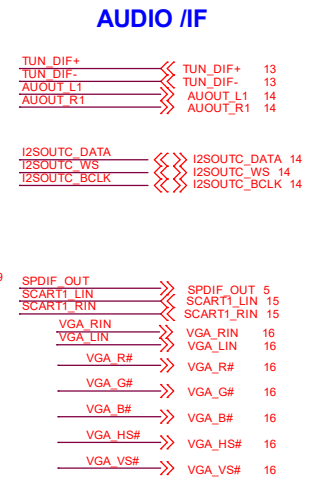 AUDIO /IF
TUN_DIF+ TUN_DIF+ 13
TUN_DIF- TUN_DIF- 13
AUOUT_L1 AUOUT_L1 14
AUOUT_R1 AUOUT_R1 14
I2SOUTC_DATA I2SOUTC_DATA 14
I2SOUTC_WS I2SOUTC_WS 14
I2SOUTC_BCLK I2SOUTC_BCLK 14
SPDIF_OUT SPDIF_OUT 5
SCART1_LIN SCART1_LIN 15
SCART1_RIN SCART1_RIN 15
VGA_RIN VGA_RIN 16
VGA_LIN VGA_LIN 16
VGA_R# VGA_R# 16
VGA_G# VGA_G# 16
VGA_B# VGA_B# 16
VGA_HS# VGA_HS# 16
VGA_VS# VGA_VS# 16